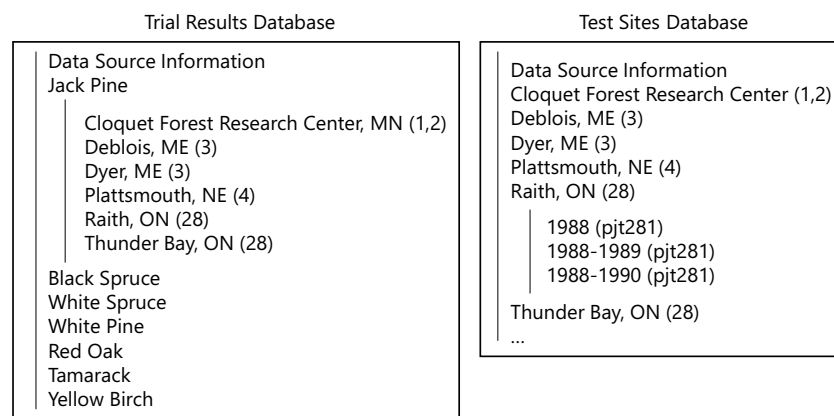 Trial Results Database
Data Source Information
Jack Pine
Cloquet Forest Research Center, MN (1,2)
Deblois, ME (3)
Dyer, ME (3)
Plattsmouth, NE (4)
Raith, ON (28)
Thunder Bay, ON (28)
Black Spruce
White Spruce
White Pine
Red Oak
Tamarack
Yellow Birch
Test Sites Database
Data Source Information
Cloquet Forest Research Center (1,2)
Deblois, ME (3)
Dyer, ME (3)
Plattsmouth, NE (4)
Raith, ON (28)
1988 (pjt281)
1988-1989 (pjt281)
1988-1990 (pjt281)
Thunder Bay, ON (28)
...